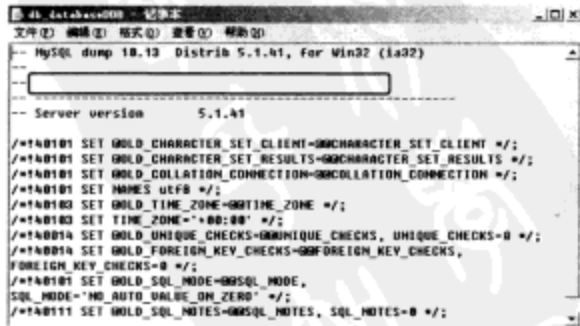 db_database000 - 记事本
文件(F) 编辑(E) 格式(O) 查看(V) 帮助(H)
-- MySQL dump 10.13  Distrib 5.1.41, for Win32 (ia32)
--
--
-- ------------------------------------------------------
-- Server version 5.1.41
/*!40101 SET @OLD_CHARACTER_SET_CLIENT=@@CHARACTER_SET_CLIENT */;
/*!40101 SET @OLD_CHARACTER_SET_RESULTS=@@CHARACTER_SET_RESULTS */;
/*!40101 SET @OLD_COLLATION_CONNECTION=@@COLLATION_CONNECTION */;
/*!40101 SET NAMES utf8 */;
/*!40103 SET @OLD_TIME_ZONE=@@TIME_ZONE */;
/*!40103 SET TIME_ZONE='+00:00' */;
/*!40014 SET @OLD_UNIQUE_CHECKS=@@UNIQUE_CHECKS, UNIQUE_CHECKS=0 */;
/*!40014 SET @OLD_FOREIGN_KEY_CHECKS=@@FOREIGN_KEY_CHECKS,
FOREIGN_KEY_CHECKS=0 */;
/*!40101 SET @OLD_SQL_MODE=@@SQL_MODE,
SQL_MODE='NO_AUTO_VALUE_ON_ZERO' */;
/*!40111 SET @OLD_SQL_NOTES=@@SQL_NOTES, SQL_NOTES=0 */;